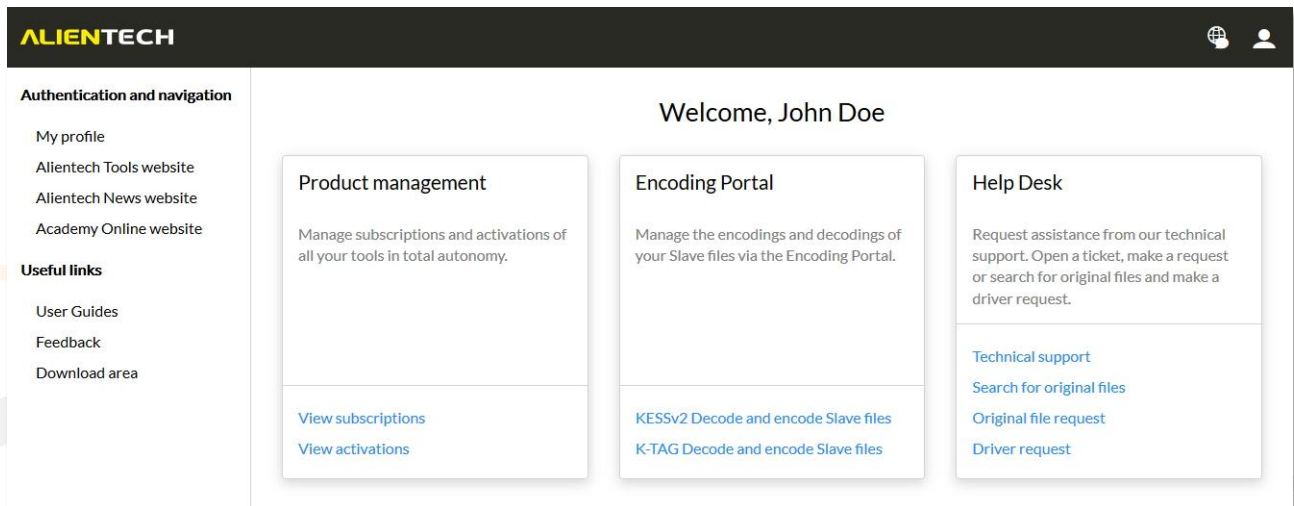 ALIENTECH
Authentication and navigation
My profile
Alientech Tools website
Alientech News website
Academy Online website
Useful links
User Guides
Feedback
Download area
Welcome, John Doe
Product management
Manage subscriptions and activations of
all your tools in total autonomy.
View subscriptions
View activations
Encoding Portal
Manage the encodings and decodings of
your Slave files via the Encoding Portal.
KESSv2 Decode and encode Slave files
K-TAG Decode and encode Slave files
Help Desk
Request assistance from our technical
support. Open a ticket, make a request
or search for original files and make a
driver request.
Technical support
Search for original files
Original file request
Driver request